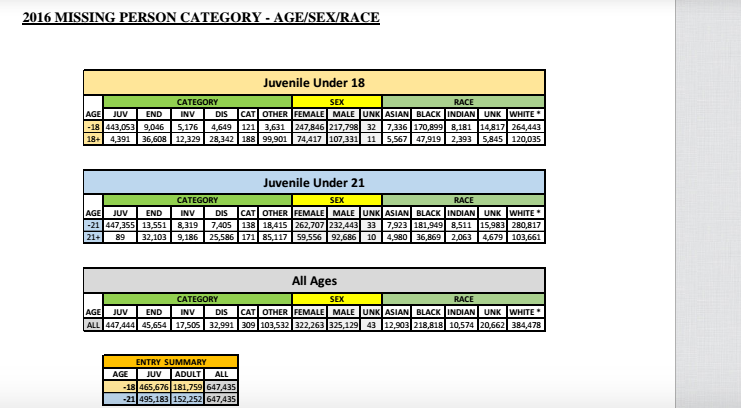 2016 MISSING PERSON CATEGORY - AGE/SEX/RACE
Juvenile Under 18
CATEGORY SEX RACE
AGE JUV END INV DIS CAT OTHER FEMALE MALE UNK ASIAN BLACK INDIAN UNK WHITE *
-18 443,053 9,046 5,176 4,649 121 3,631 247,846 217,798 32 7,336 170,899 8,181 14,817 264,443
18+ 4,391 36,608 12,329 28,342 188 99,901 74,417 107,331 11 5,567 47,919 2,393 5,845 120,035
Juvenile Under 21
CATEGORY SEX RACE
AGE JUV END INV DIS CAT OTHER FEMALE MALE UNK ASIAN BLACK INDIAN UNK WHITE *
-21 447,355 13,551 8,319 7,405 138 18,415 262,707 232,443 33 7,923 181,949 8,511 15,983 280,817
21+ 89 32,103 9,186 25,586 171 85,117 59,556 92,686 10 4,980 36,869 2,063 4,679 103,661
All Ages
CATEGORY SEX RACE
AGE JUV END INV DIS CAT OTHER FEMALE MALE UNK ASIAN BLACK INDIAN UNK WHITE *
ALL 447,444 45,654 17,505 32,991 309 103,532 322,263 325,129 43 12,903 218,818 10,574 20,662 384,478
ENTRY SUMMARY
AGE JUV ADULT ALL
-18 465,676 181,759 647,435
-21 495,183 152,252 647,435